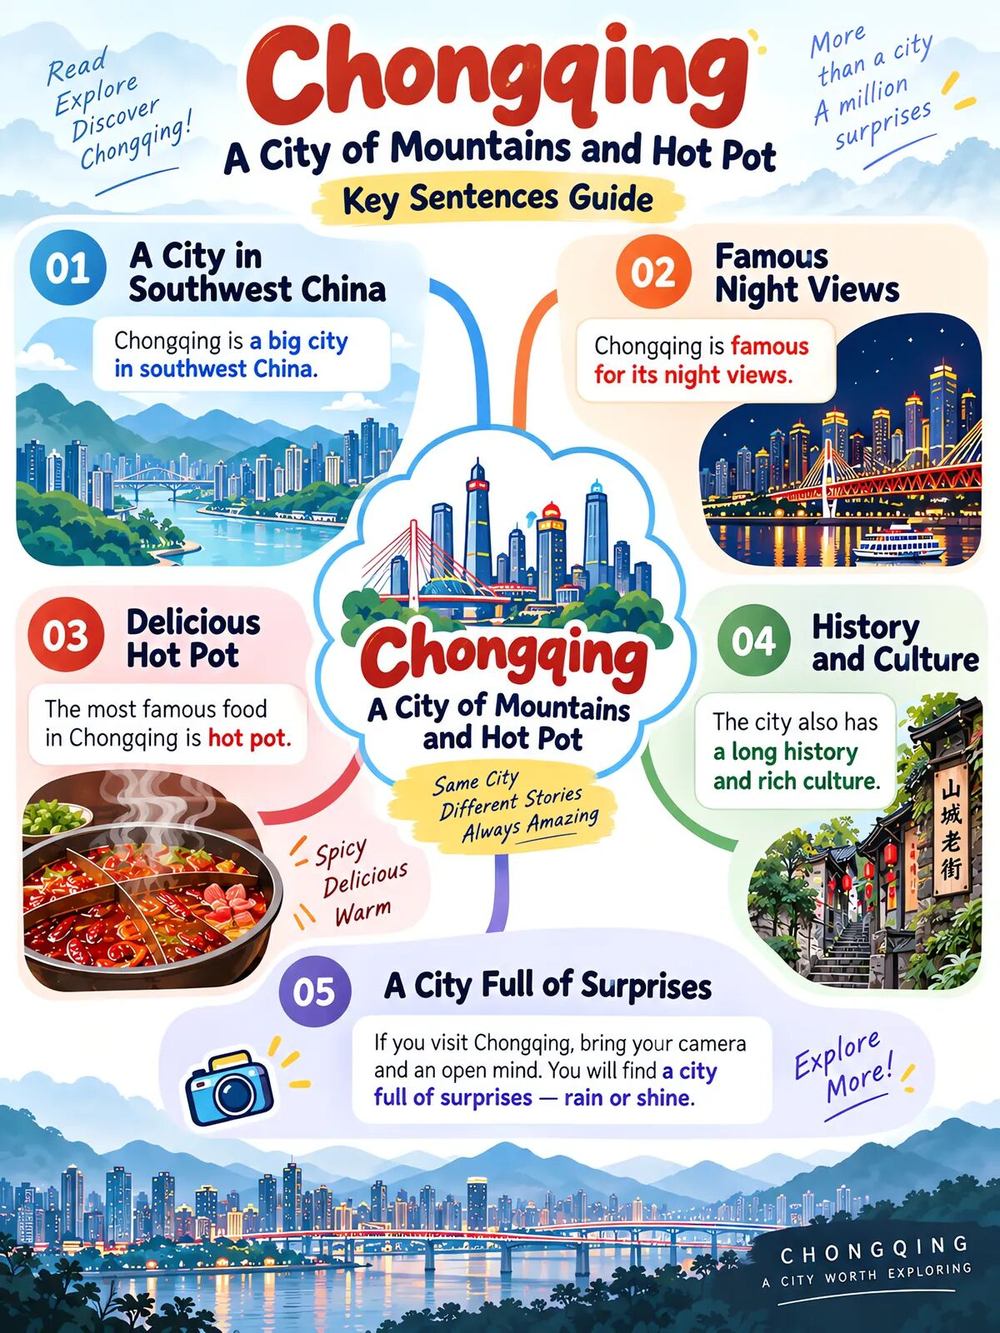 Read
Explore
Discover
Chongqing!
More
than a city
A million
surprises
Chongqing
A City of Mountains and Hot Pot
Key Sentences Guide
01
A City in
Southwest China
Chongqing is a big city
in southwest China.
02
Famous
Night Views
Chongqing is famous
for its night views.
Chongqing
A City of Mountains
and Hot Pot
Same City
Different Stories
Always Amazing
03
Delicious
Hot Pot
The most famous food
in Chongqing is hot pot.
Spicy
Delicious
Warm
04
History
and Culture
The city also has
a long history
and rich culture.
山城老街
05
A City Full of Surprises
If you visit Chongqing, bring your camera
and an open mind. You will find a city
full of surprises — rain or shine.
Explore
More!
CHONGQING
A CITY WORTH EXPLORING